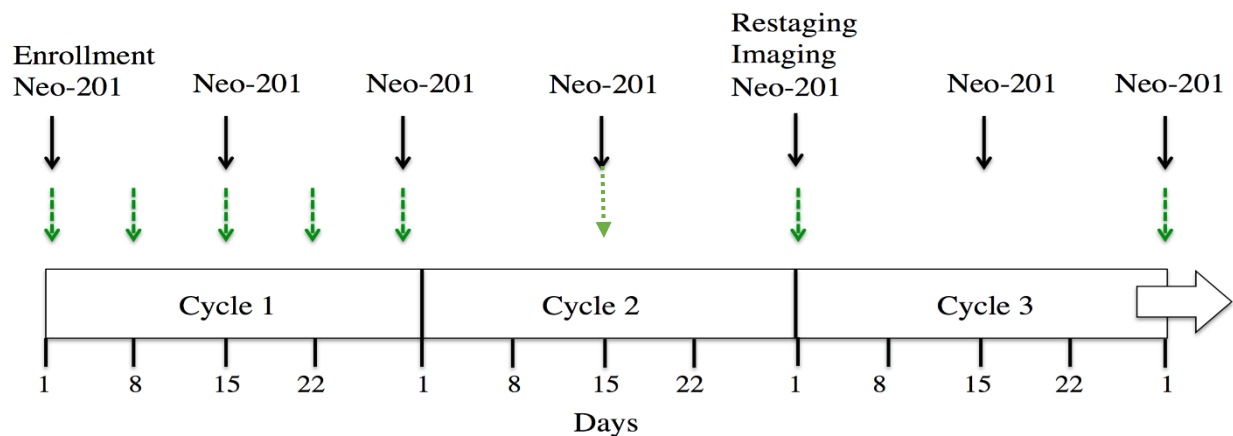 Enrollment
Neo-201
Neo-201
Neo-201
Neo-201
Restaging
Imaging
Neo-201
Neo-201
Neo-201
Cycle 1
Cycle 2
Cycle 3
1 8 15 22 1 8 15 22 1 8 15 22 1
Days